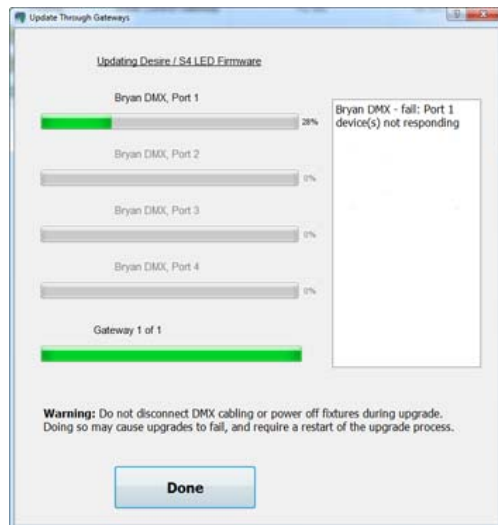 Update Through Gateways
Updating Desire / S4 LED Firmware
Bryan DMX, Port 1
28%
Bryan DMX, Port 2
0%
Bryan DMX, Port 3
0%
Bryan DMX, Port 4
0%
Gateway 1 of 1
Bryan DMX - fail: Port 1
device(s) not responding
Warning: Do not disconnect DMX cabling or power off fixtures during upgrade.
Doing so may cause upgrades to fail, and require a restart of the upgrade process.
Done